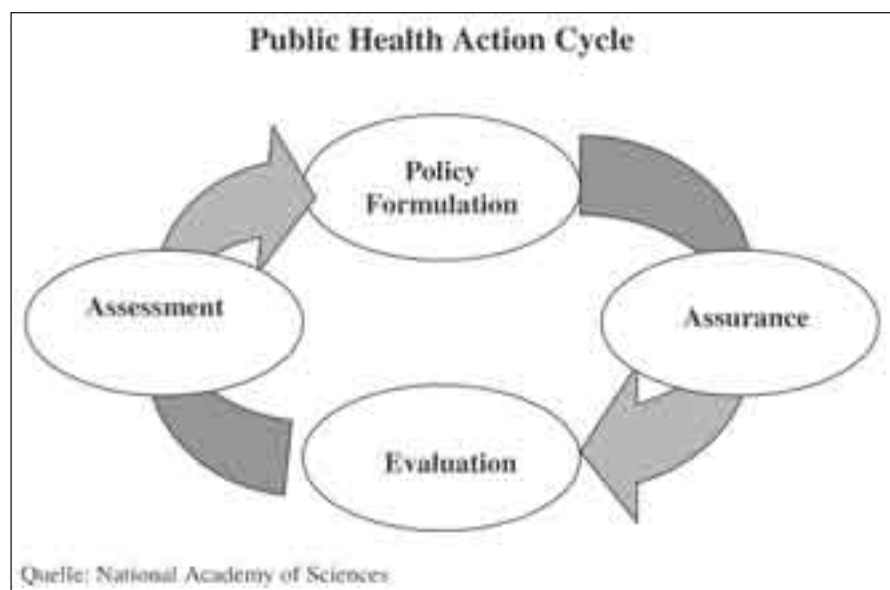 Public Health Action Cycle
Policy
Formulation
Assessment
Assurance
Evaluation
Quelle: National Academy of Sciences